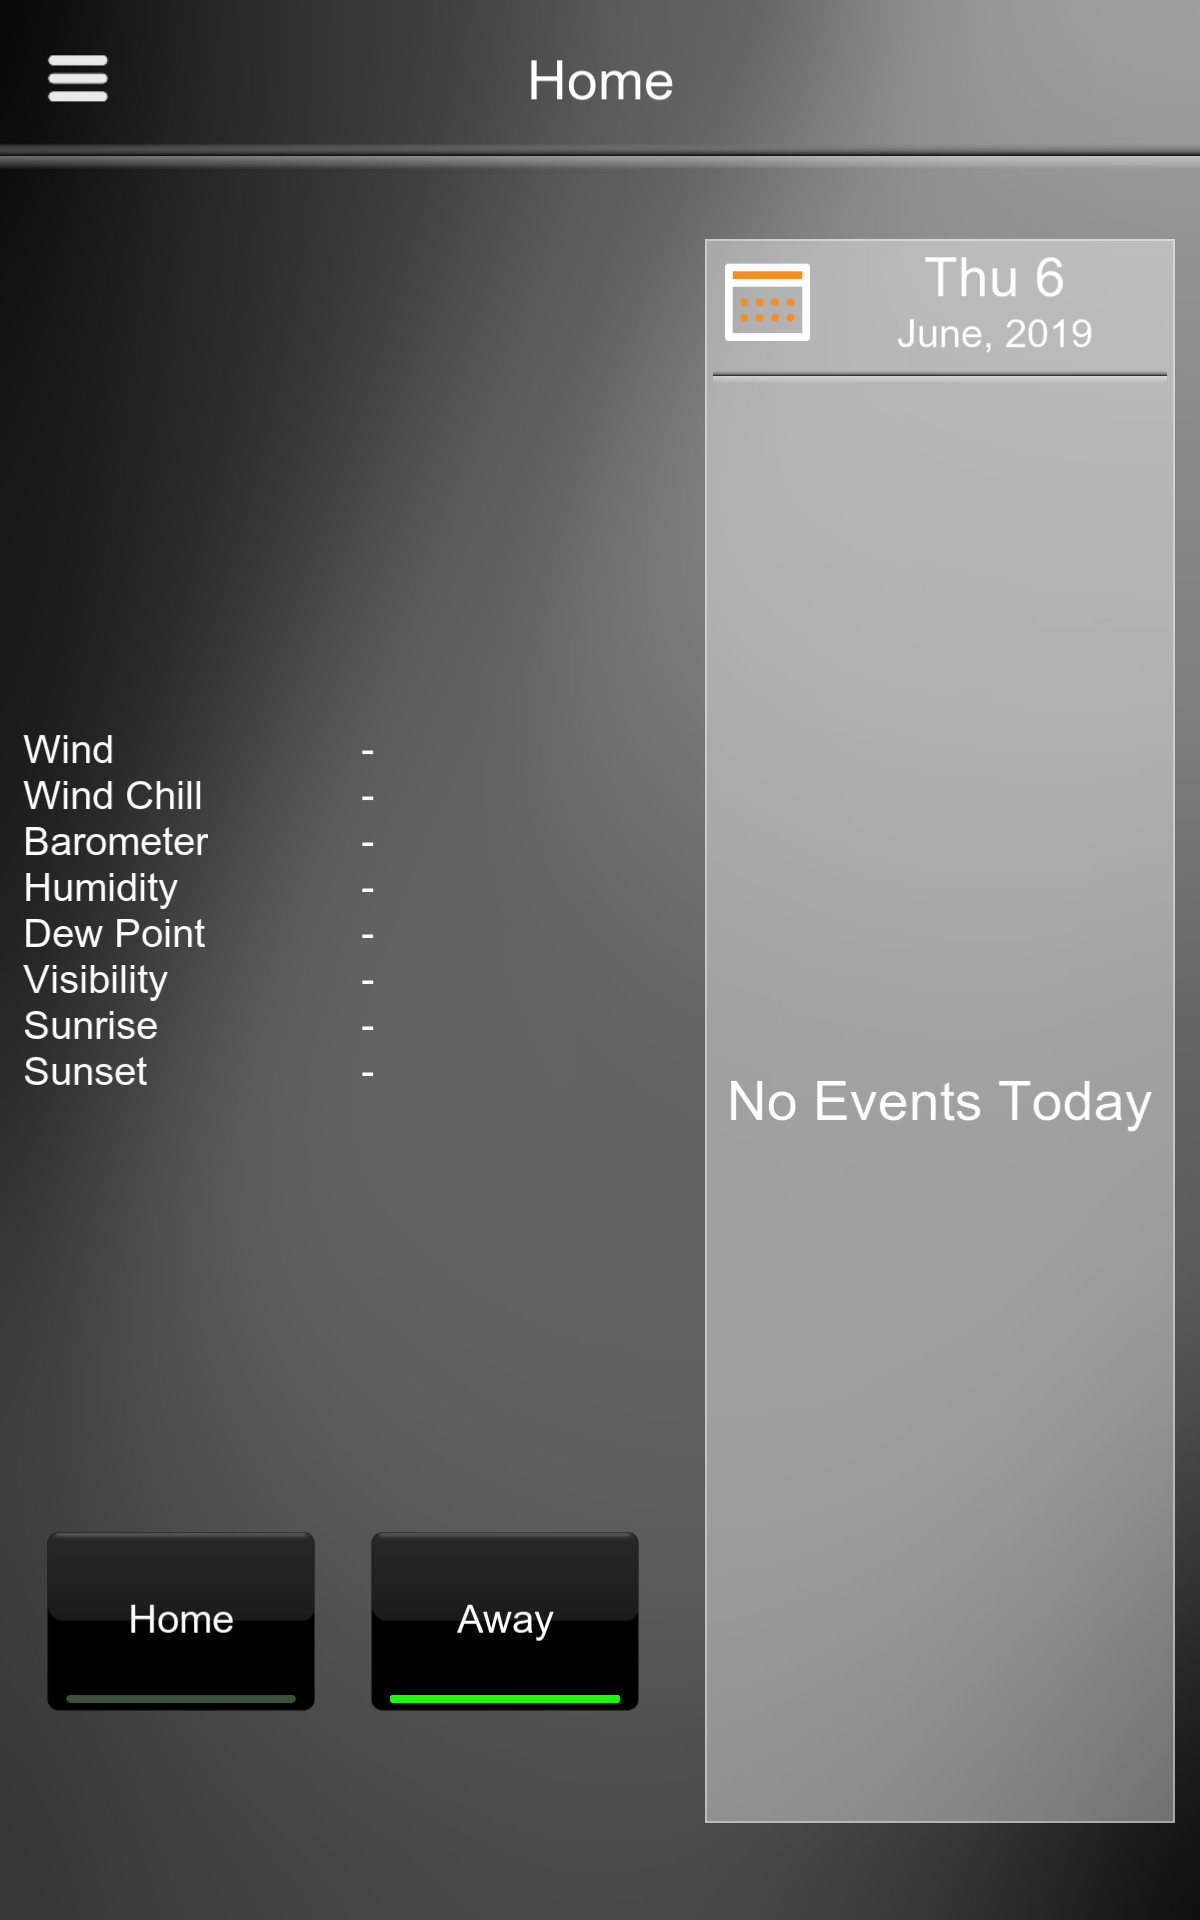 Home
Thu 6
June, 2019
Wind -
Wind Chill -
Barometer -
Humidity -
Dew Point -
Visibility -
Sunrise -
Sunset -
No Events Today
Home
Away